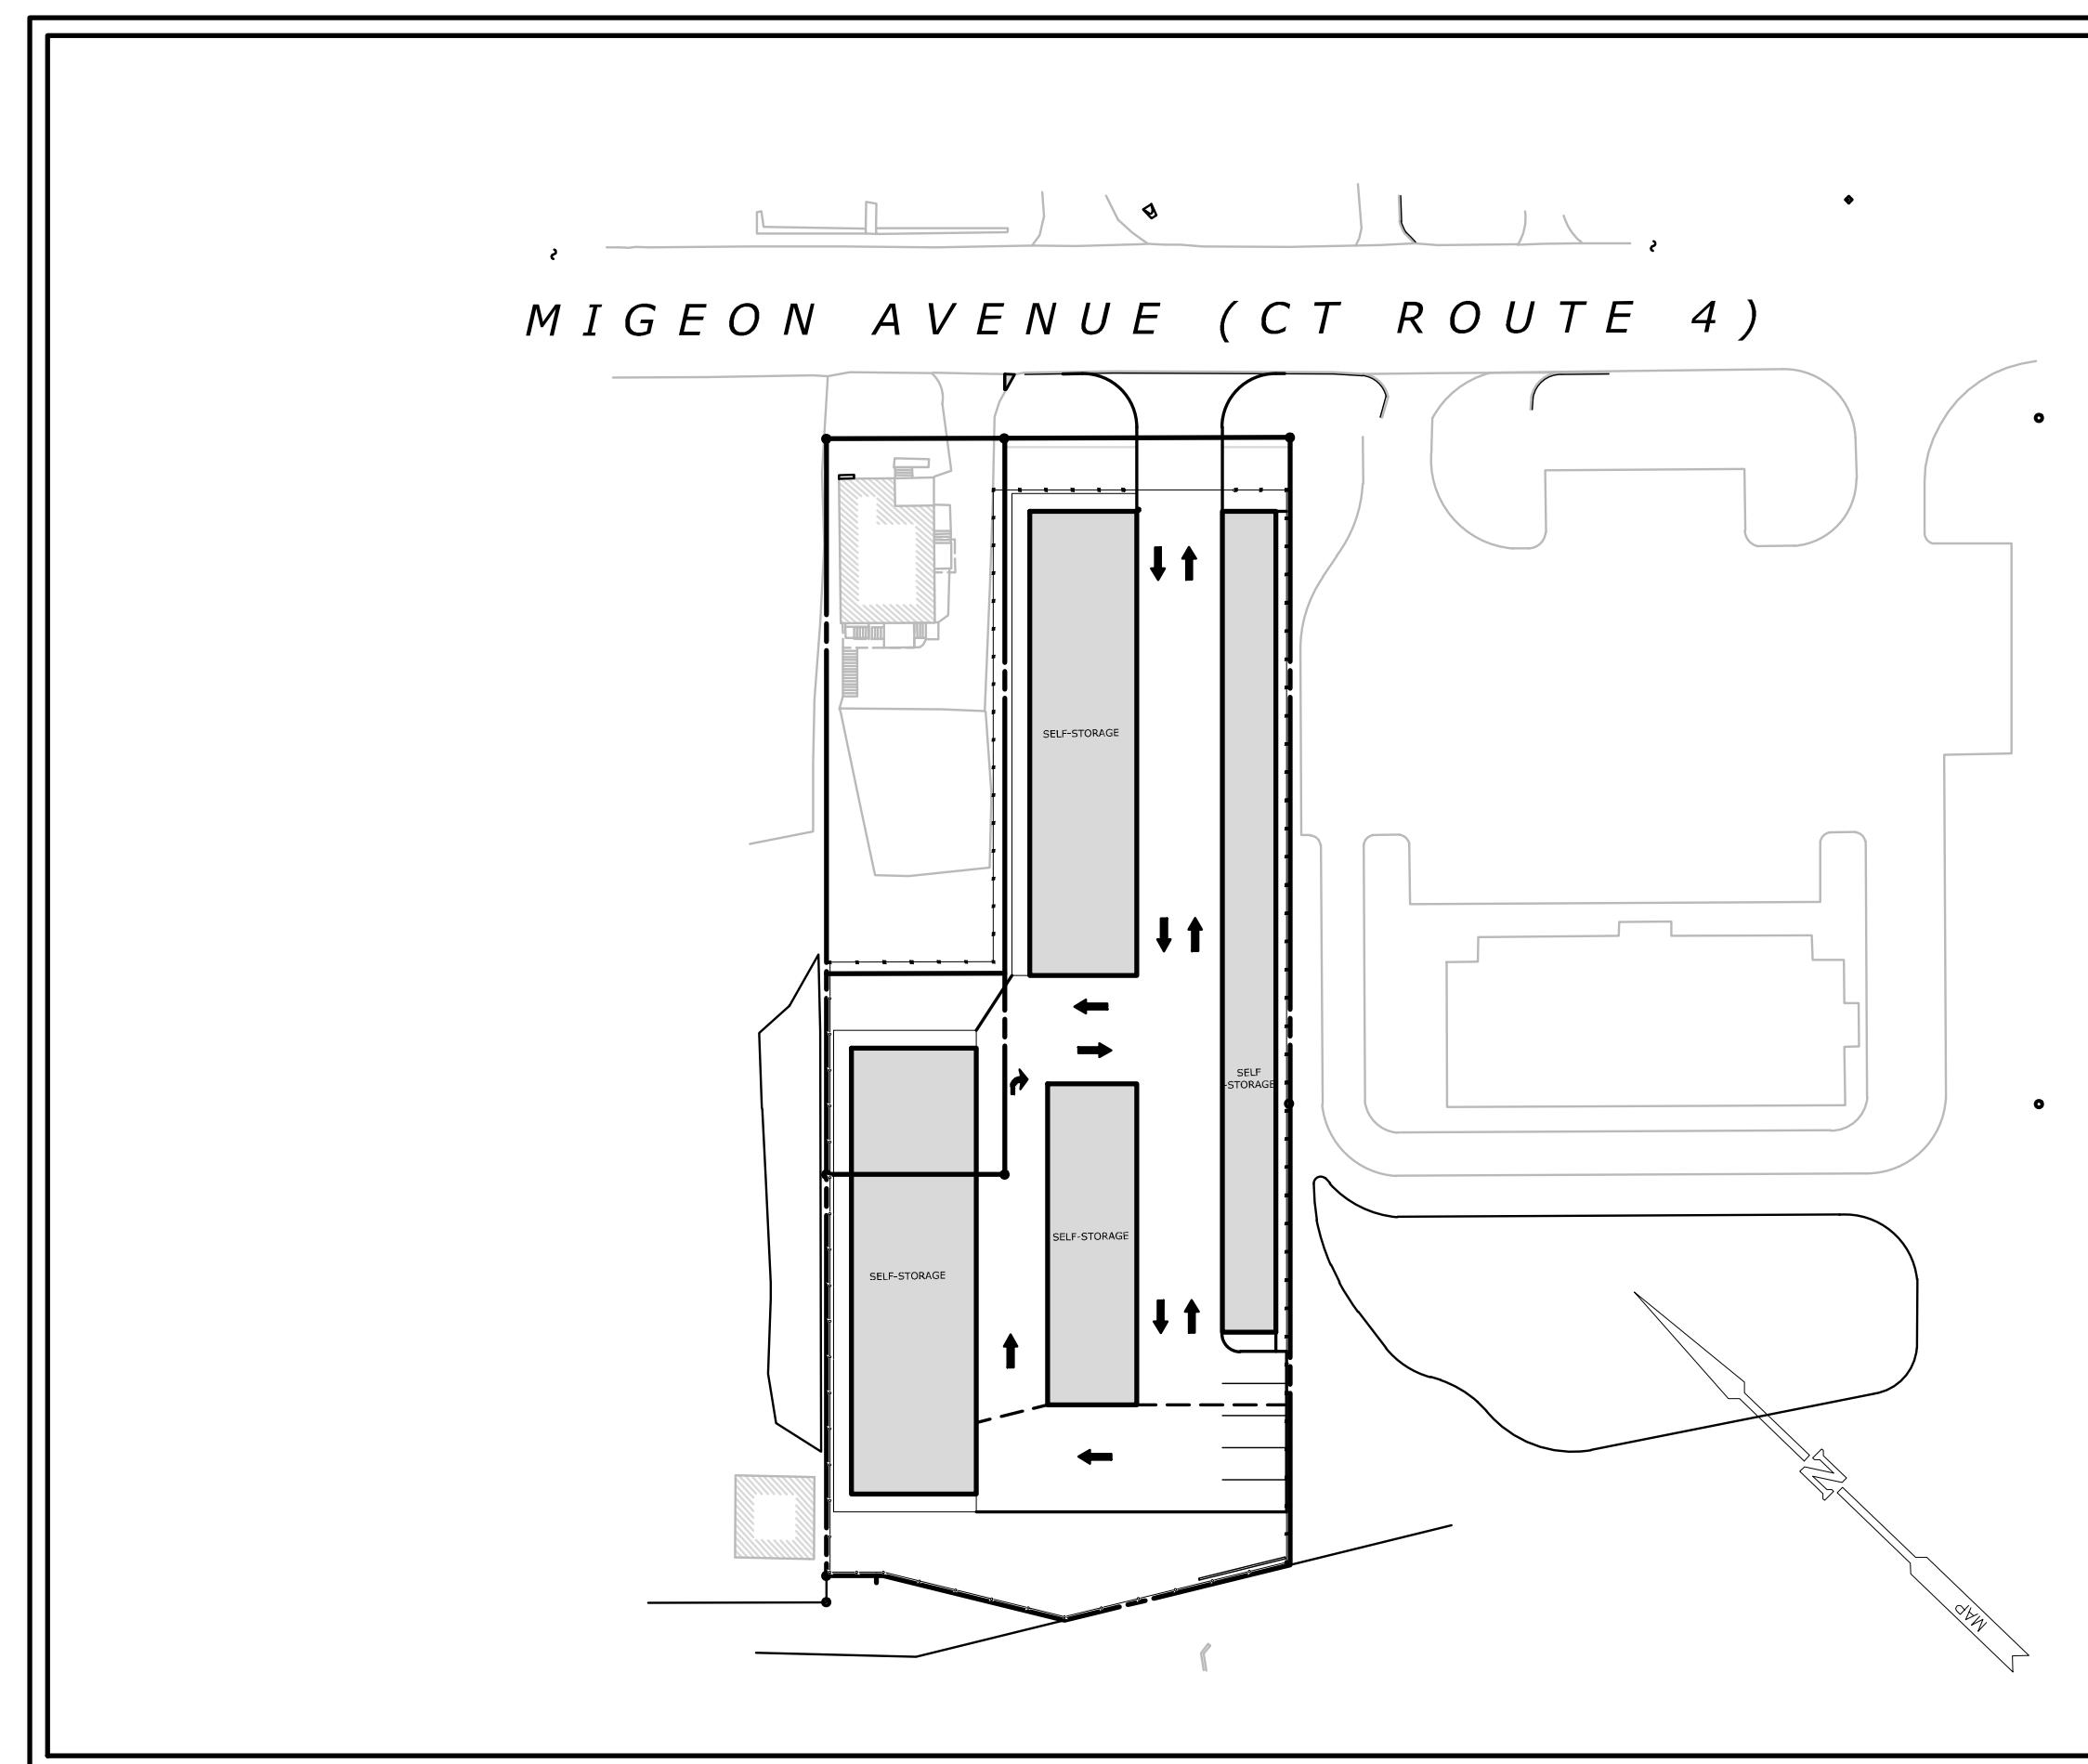 MIGEON AVENUE (CT ROUTE 4)
SELF-STORAGE
SELF
-STORAGE
SELF-STORAGE
SELF-STORAGE
N
MAP